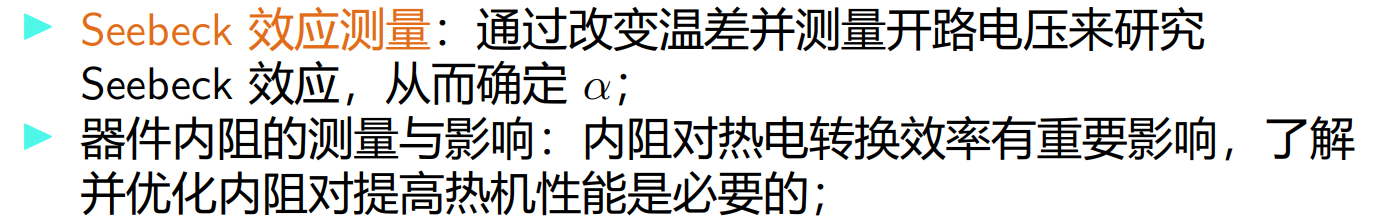 Seebeck 效应测量：通过改变温差并测量开路电压来研究
Seebeck 效应，从而确定 α；
器件内阻的测量与影响：内阻对热电转换效率有重要影响，了解
并优化内阻对提高热机性能是必要的；